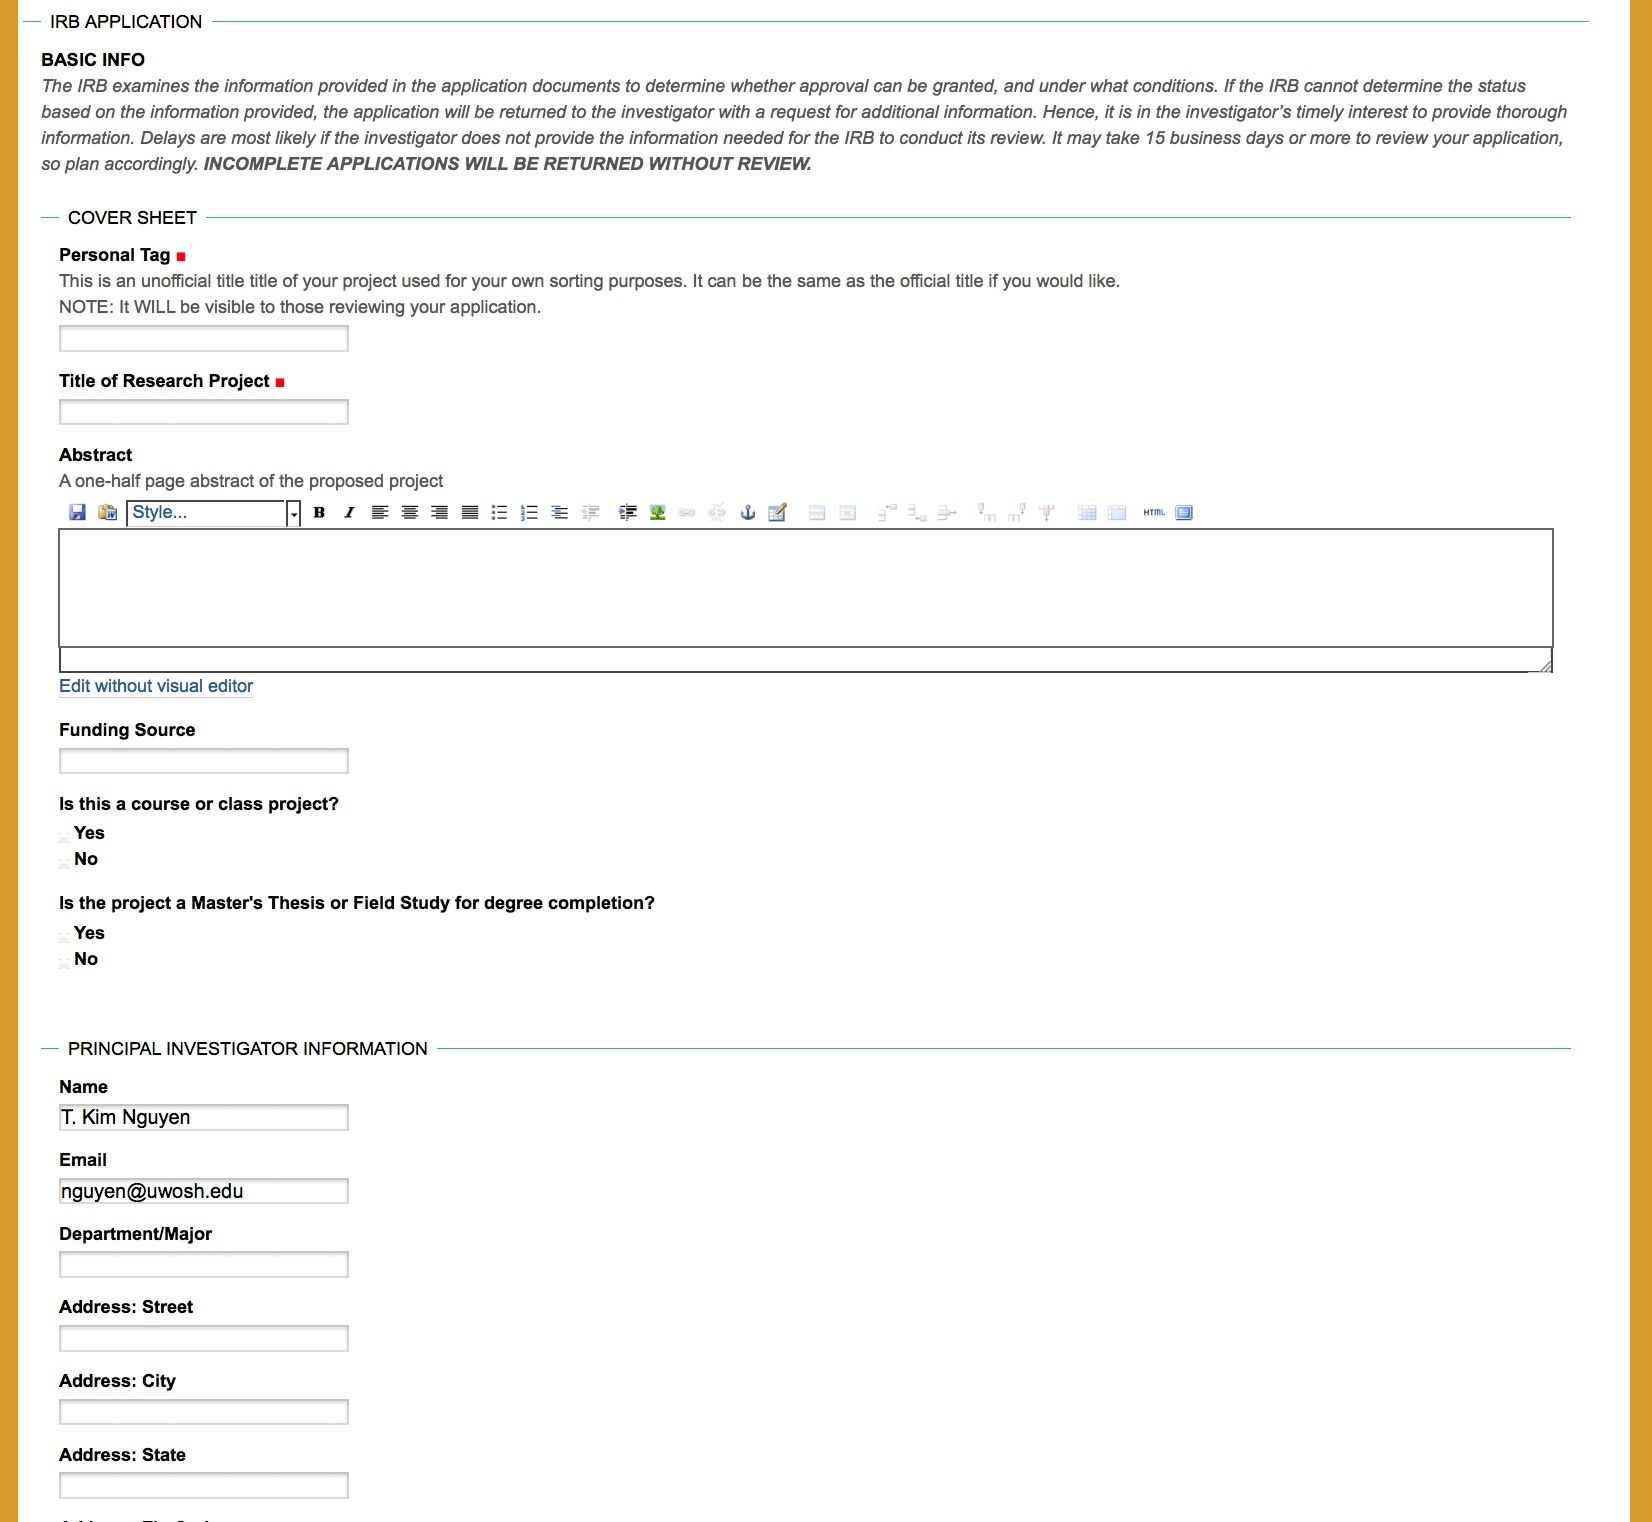 IRB APPLICATION
BASIC INFO
The IRB examines the information provided in the application documents to determine whether approval can be granted, and under what conditions. If the IRB cannot determine the status
based on the information provided, the application will be returned to the investigator with a request for additional information. Hence, it is in the investigator's timely interest to provide thorough
information. Delays are most likely if the investigator does not provide the information needed for the IRB to conduct its review. It may take 15 business days or more to review your application,
so plan accordingly. INCOMPLETE APPLICATIONS WILL BE RETURNED WITHOUT REVIEW.
COVER SHEET
Personal Tag
This is an unofficial title title of your project used for your own sorting purposes. It can be the same as the official title if you would like.
NOTE: It WILL be visible to those reviewing your application.
Title of Research Project
Abstract
A one-half page abstract of the proposed project
Style... B I HTML
Edit without visual editor
Funding Source
Is this a course or class project?
Yes
No
Is the project a Master's Thesis or Field Study for degree completion?
Yes
No
PRINCIPAL INVESTIGATOR INFORMATION
Name
T. Kim Nguyen
Email
nguyen@uwosh.edu
Department/Major
Address: Street
Address: City
Address: State